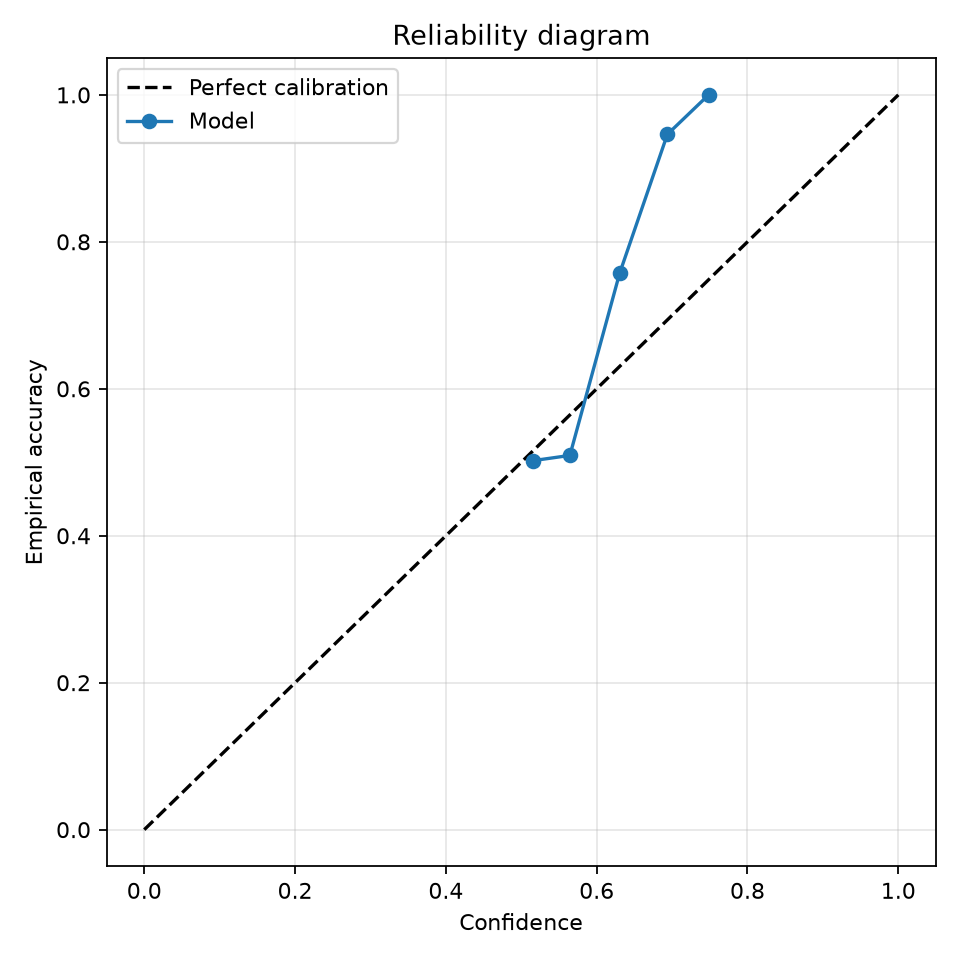 Reliability diagram
Perfect calibration
Model
1.0
0.8
0.6
0.4
0.2
0.0
Empirical accuracy
0.0 0.2 0.4 0.6 0.8 1.0
Confidence